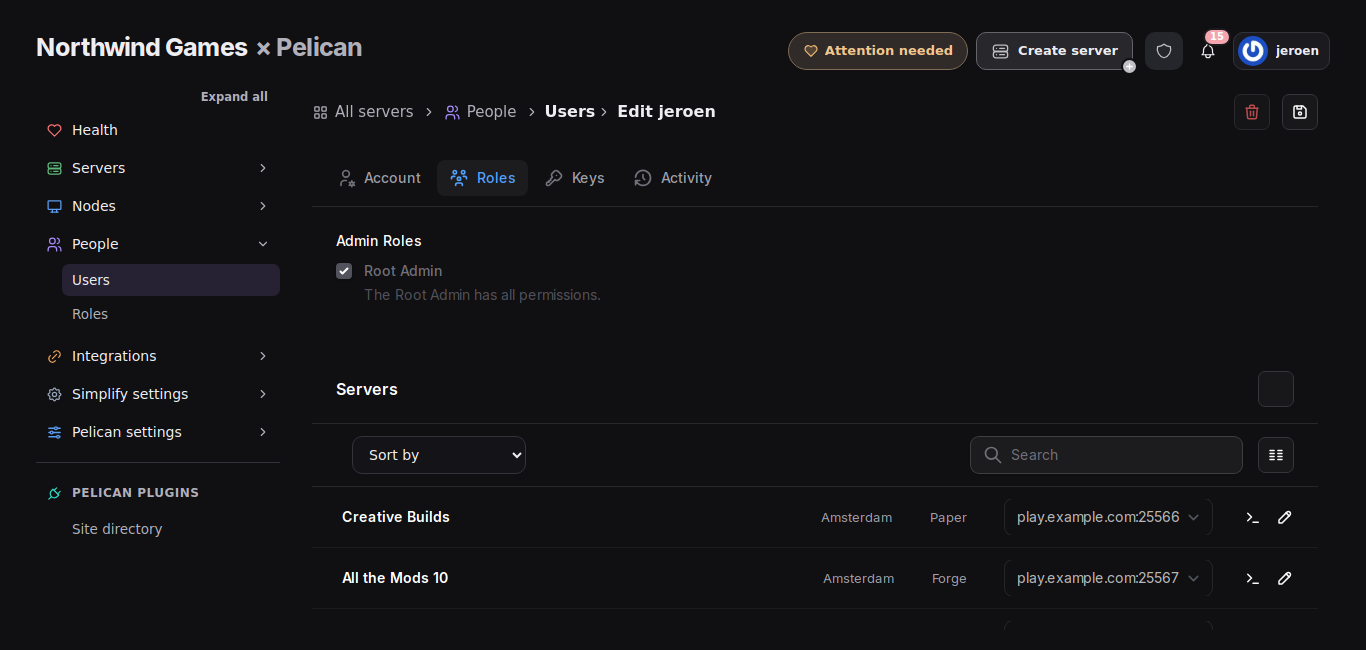 Northwind Games × Pelican
Attention needed
Create server
15
jeroen
Expand all
Health
Servers
Nodes
People
Users
Roles
Integrations
Simplify settings
Pelican settings
PELICAN PLUGINS
Site directory
All servers › People › Users › Edit jeroen
Account Roles Keys Activity
Admin Roles
Root Admin
The Root Admin has all permissions.
Servers
Sort by
Search
Creative Builds Amsterdam Paper play.example.com:25566
All the Mods 10 Amsterdam Forge play.example.com:25567